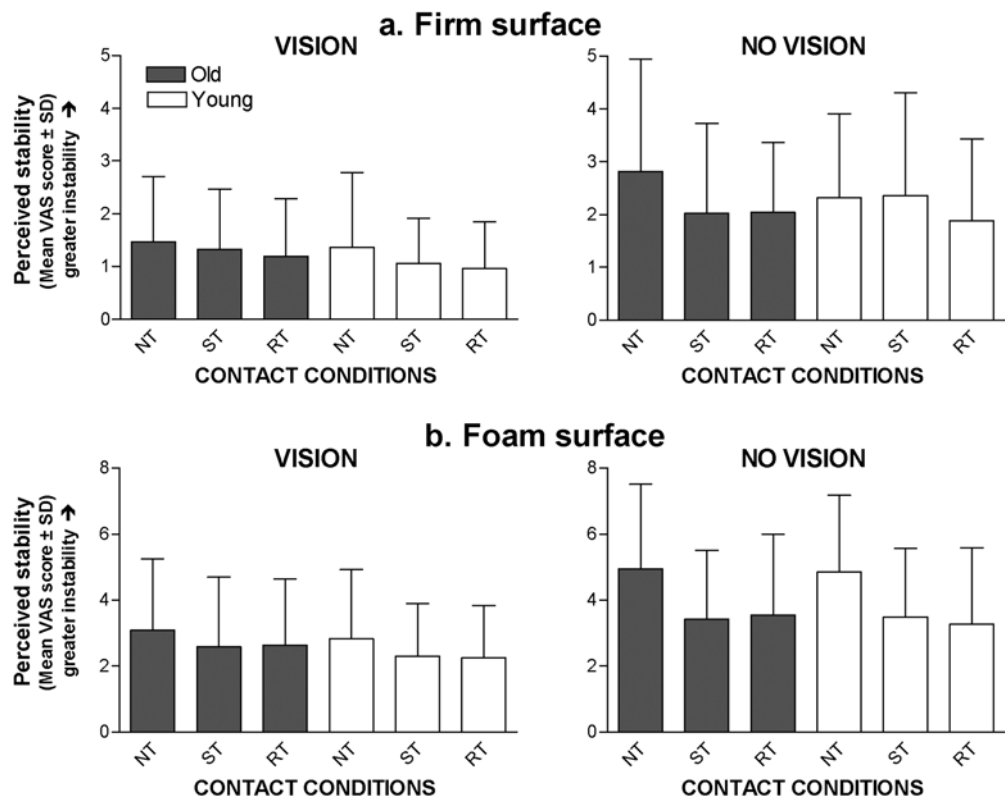 a. Firm surface
VISION
NO VISION
Perceived stability
(Mean VAS score ± SD)
greater instability →
5
4
3
2
1
0
Old
Young
NT
ST
RT
NT
ST
RT
CONTACT CONDITIONS
5
4
3
2
1
0
NT
ST
RT
NT
ST
RT
CONTACT CONDITIONS
b. Foam surface
VISION
NO VISION
Perceived stability
(Mean VAS score ± SD)
greater instability →
8
6
4
2
0
NT
ST
RT
NT
ST
RT
CONTACT CONDITIONS
8
6
4
2
0
NT
ST
RT
NT
ST
RT
CONTACT CONDITIONS